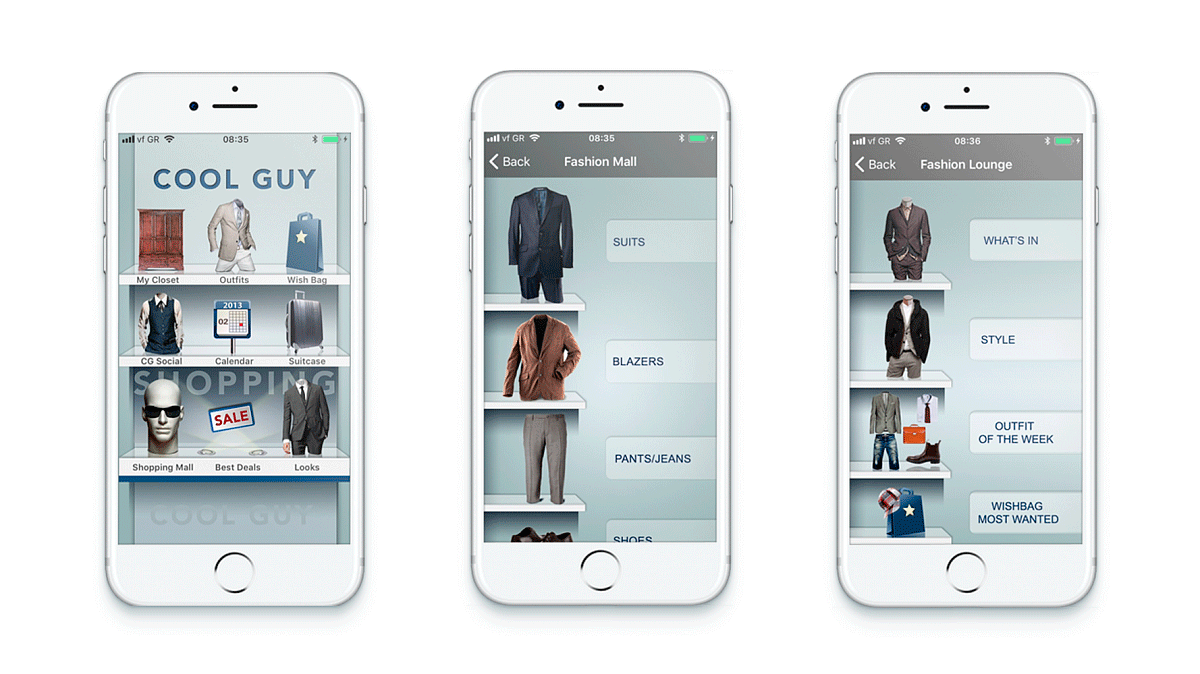 vf GR 08:35
COOL GUY
My Closet Outfits Wish Bag
2013
02
CG Social Calendar Suitcase
SHOPPING
SALE
Shopping Mall Best Deals Looks
COOL GUY
vf GR 08:35
Back Fashion Mall
SUITS
BLAZERS
PANTS/JEANS
SHOES
vf GR 08:36
Back Fashion Lounge
WHAT'S IN
STYLE
OUTFIT
OF THE WEEK
WISHBAG
MOST WANTED